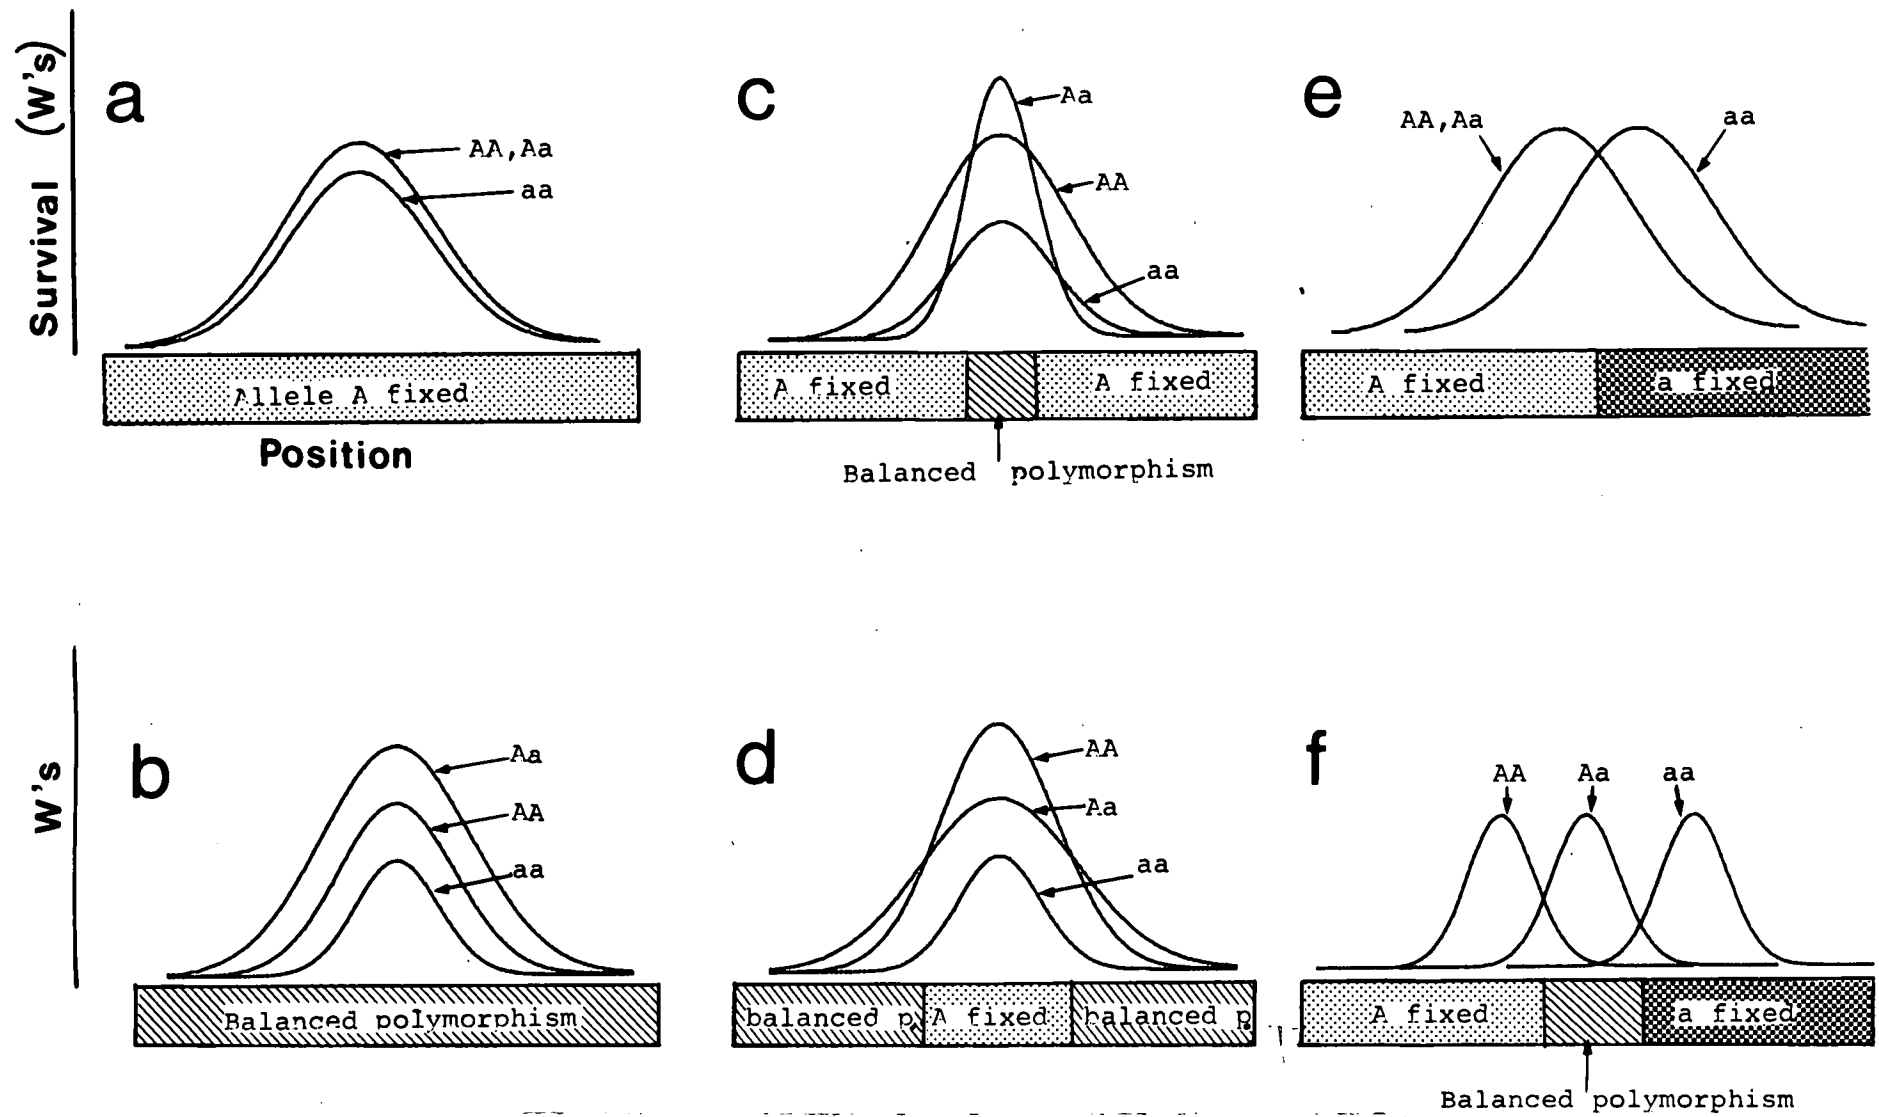 Survival (W's)
a
AA,Aa
aa
Allele A fixed
Position
c
Aa
AA
aa
A fixed
A fixed
Balanced polymorphism
e
AA,Aa
aa
A fixed
a fixed
W's
b
Aa
AA
aa
Balanced polymorphism
d
AA
Aa
aa
balanced p
A fixed
balanced p
f
AA Aa aa
A fixed
a fixed
Balanced polymorphism